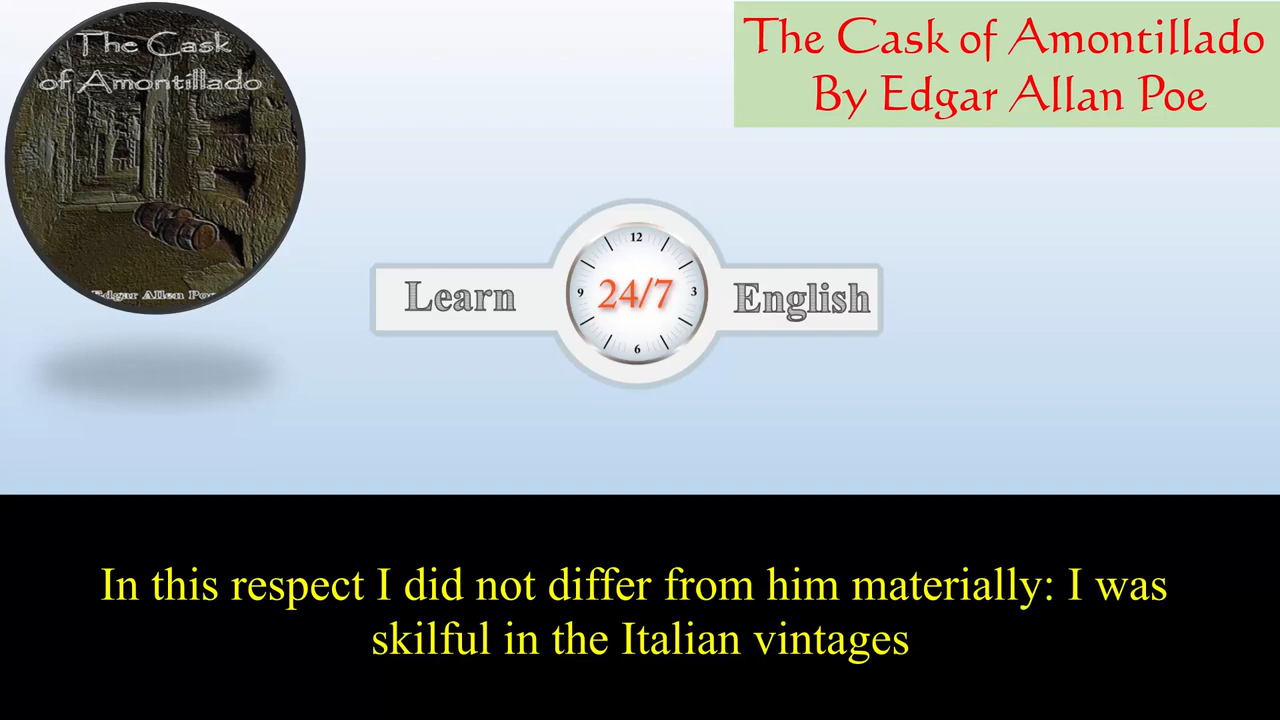 The Cask
of Amontillado
Edgar Allen Poe
The Cask of Amontillado
By Edgar Allan Poe
Learn
24/7
English
12
3
6
9
In this respect I did not differ from him materially: I was
skilful in the Italian vintages